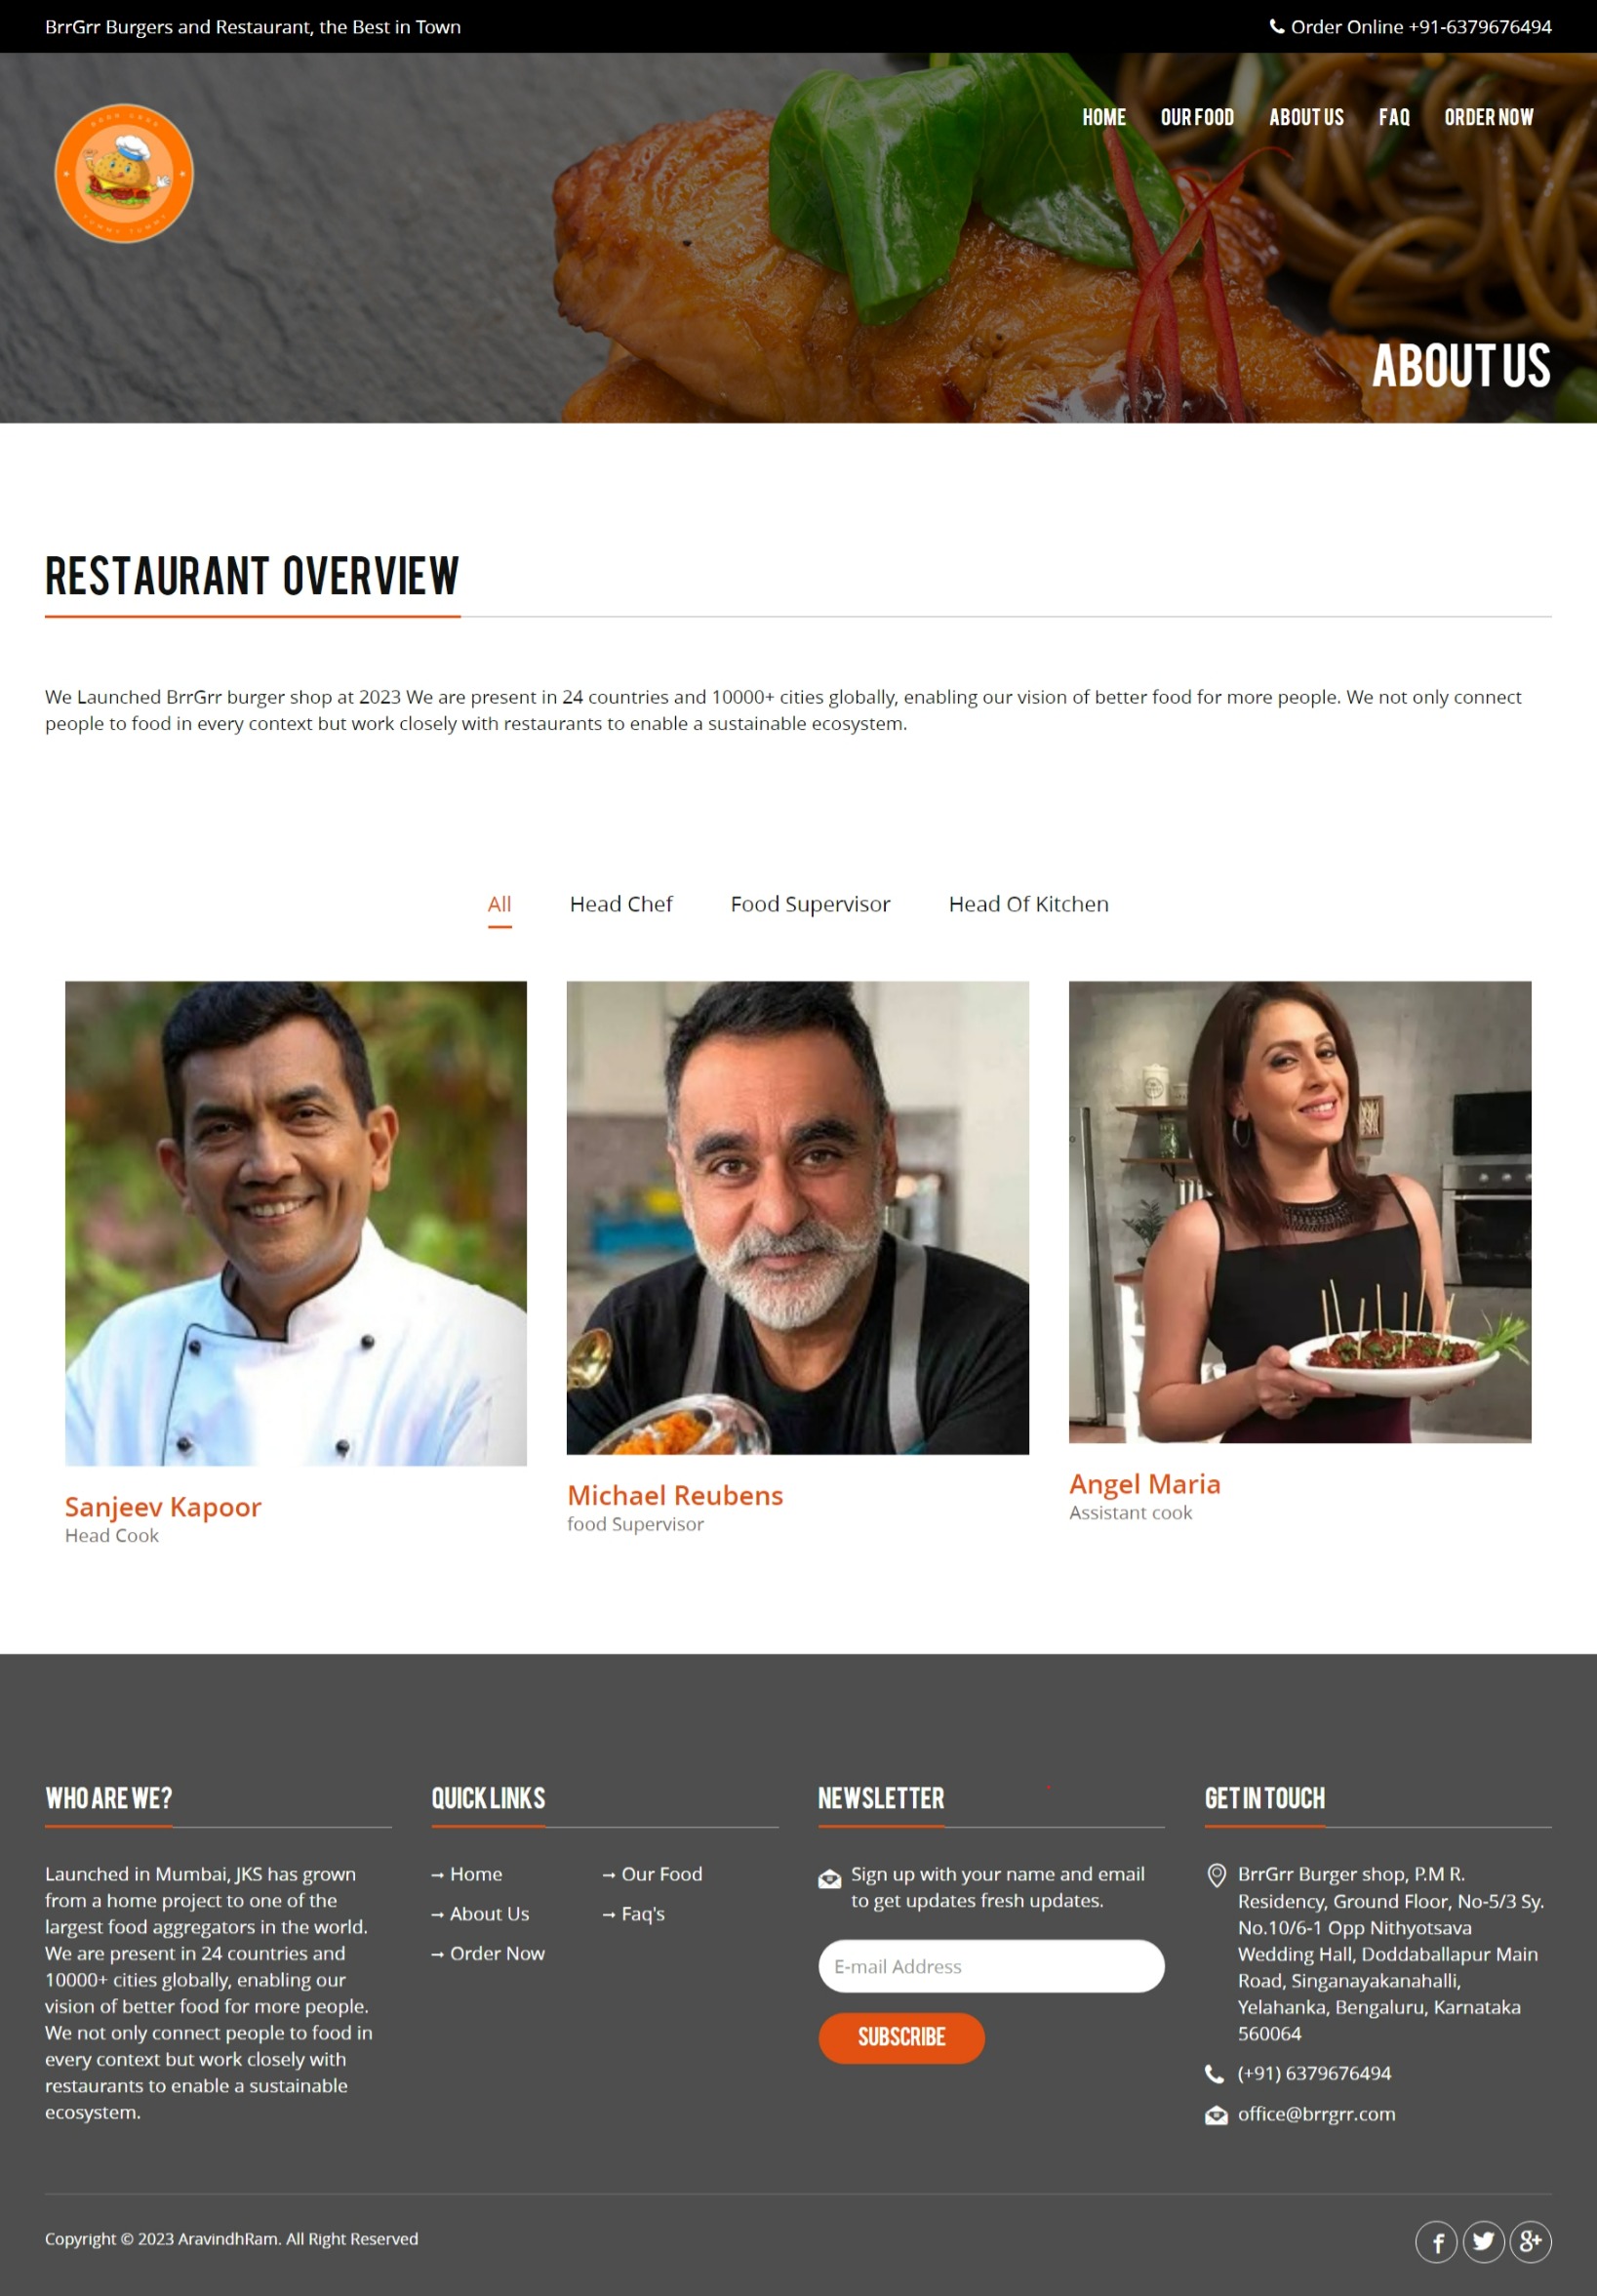 BrrGrr Burgers and Restaurant, the Best in Town
Order Online +91-6379676494
HOME OUR FOOD ABOUT US FAQ ORDER NOW
ABOUT US
RESTAURANT OVERVIEW
We Launched BrrGrr burger shop at 2023 We are present in 24 countries and 10000+ cities globally, enabling our vision of better food for more people. We not only connect
people to food in every context but work closely with restaurants to enable a sustainable ecosystem.
All Head Chef Food Supervisor Head Of Kitchen
Sanjeev Kapoor
Head Cook
Michael Reubens
food Supervisor
Angel Maria
Assistant cook
WHO ARE WE?
Launched in Mumbai, JKS has grown
from a home project to one of the
largest food aggregators in the world.
We are present in 24 countries and
10000+ cities globally, enabling our
vision of better food for more people.
We not only connect people to food in
every context but work closely with
restaurants to enable a sustainable
ecosystem.
QUICK LINKS
→ Home
→ Our Food
→ About Us
→ Faq's
→ Order Now
NEWSLETTER
Sign up with your name and email
to get updates fresh updates.
E-mail Address
SUBSCRIBE
GET IN TOUCH
BrrGrr Burger shop, P.M R.
Residency, Ground Floor, No-5/3 Sy.
No.10/6-1 Opp Nithyotsava
Wedding Hall, Doddaballapur Main
Road, Singanayakanahalli,
Yelahanka, Bengaluru, Karnataka
560064
(+91) 6379676494
office@brrgrr.com
Copyright © 2023 AravindhRam. All Right Reserved